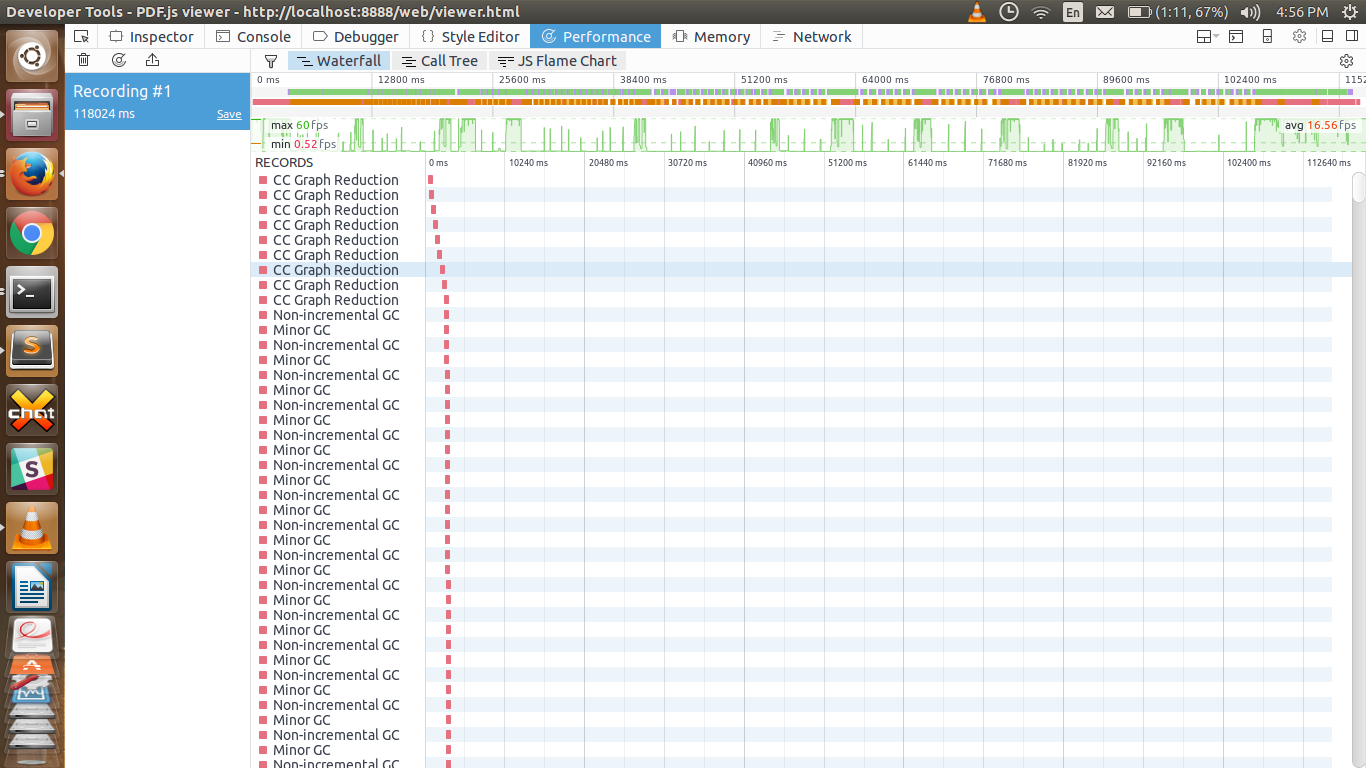 Developer Tools - PDF.js viewer - http://localhost:8888/web/viewer.html En (1:11, 67%) 4:56 PM
Inspector Console Debugger Style Editor Performance Memory Network
Waterfall Call Tree JS Flame Chart
Recording #1
118024 ms Save
0 ms 12800 ms 25600 ms 38400 ms 51200 ms 64000 ms 76800 ms 89600 ms 102400 ms 1152
max 60 fps avg 16.56 fps
min 0.52 fps
RECORDS 0 ms 10240 ms 20480 ms 30720 ms 40960 ms 51200 ms 61440 ms 71680 ms 81920 ms 92160 ms 102400 ms 112640 ms
CC Graph Reduction
CC Graph Reduction
CC Graph Reduction
CC Graph Reduction
CC Graph Reduction
CC Graph Reduction
CC Graph Reduction
CC Graph Reduction
CC Graph Reduction
Non-incremental GC
Minor GC
Non-incremental GC
Minor GC
Non-incremental GC
Minor GC
Non-incremental GC
Minor GC
Non-incremental GC
Minor GC
Non-incremental GC
Minor GC
Non-incremental GC
Minor GC
Non-incremental GC
Minor GC
Non-incremental GC
Minor GC
Non-incremental GC
Minor GC
Non-incremental GC
Minor GC
Non-incremental GC
Minor GC
Non-incremental GC
Minor GC
Non-incremental GC
Minor GC
Non-incremental GC
Minor GC
Non-incremental GC
S
X
chat
S